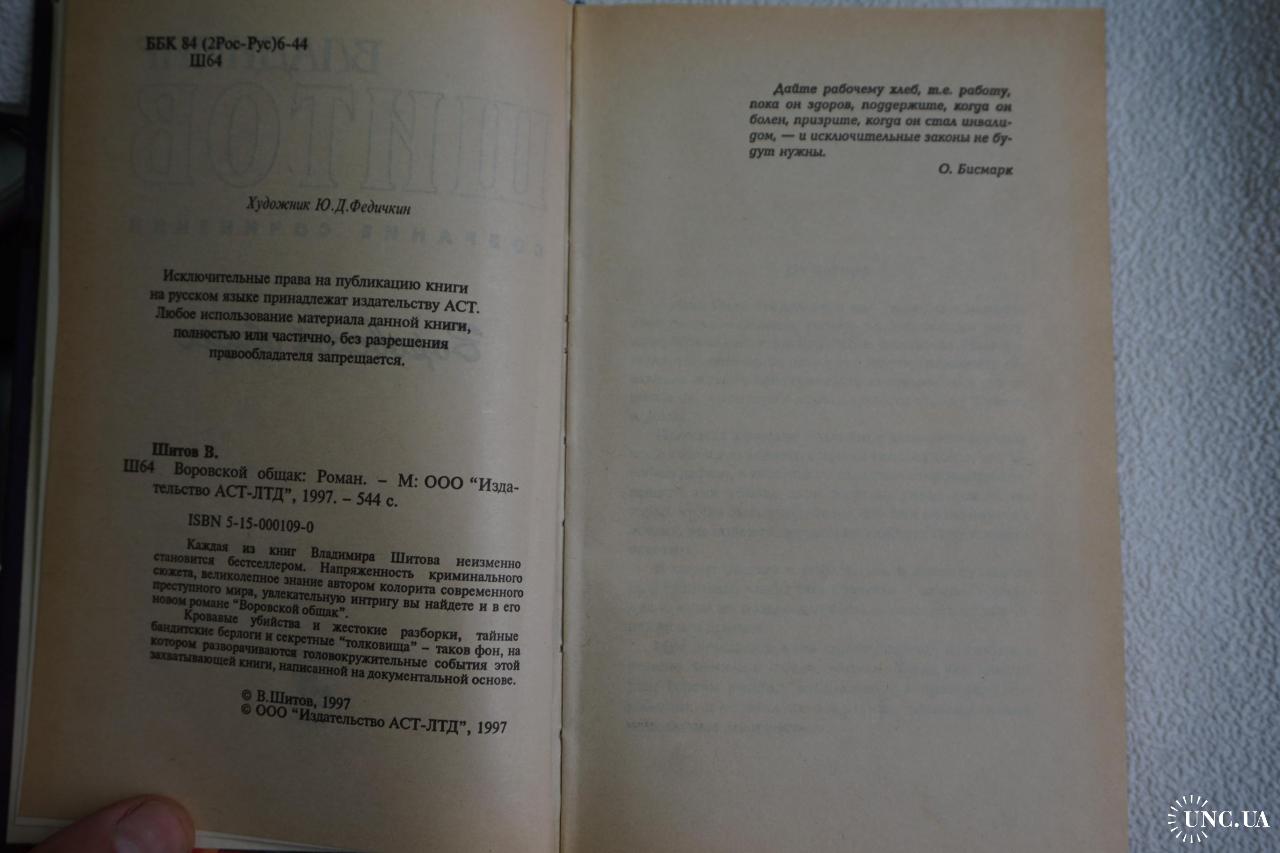 ББК 84 (2Рос-Рус)6-44
Ш64
Художник Ю.Д.Федичкин
Исключительные права на публикацию книги
на русском языке принадлежат издательству АСТ.
Любое использование материала данной книги,
полностью или частично, без разрешения
правообладателя запрещается.
Шитов В.
Ш64 Воровской общак: Роман. – М: ООО “Изда-
тельство АСТ-ЛТД”, 1997. – 544 с.
ISBN 5-15-000109-0
Каждая из книг Владимира Шитова неизменно
становится бестселлером. Напряженность криминального
сюжета, великолепное знание автором колорита современного
преступного мира, увлекательную интригу вы найдете и в его
новом романе “Воровской общак”.
Кровавые убийства и жестокие разборки, тайные
бандитские берлоги и секретные “толковища” – таков фон, на
котором разворачиваются головокружительные события этой
захватывающей книги, написанной на документальной основе.
© В.Шитов, 1997
© ООО “Издательство АСТ-ЛТД”, 1997
Дайте рабочему хлеб, т.е. работу,
пока он здоров, поддержите, когда он
болен, призрите, когда он стал инвали-
дом, — и исключительные законы не бу-
дут нужны.
О. Бисмарк
UNC.UA